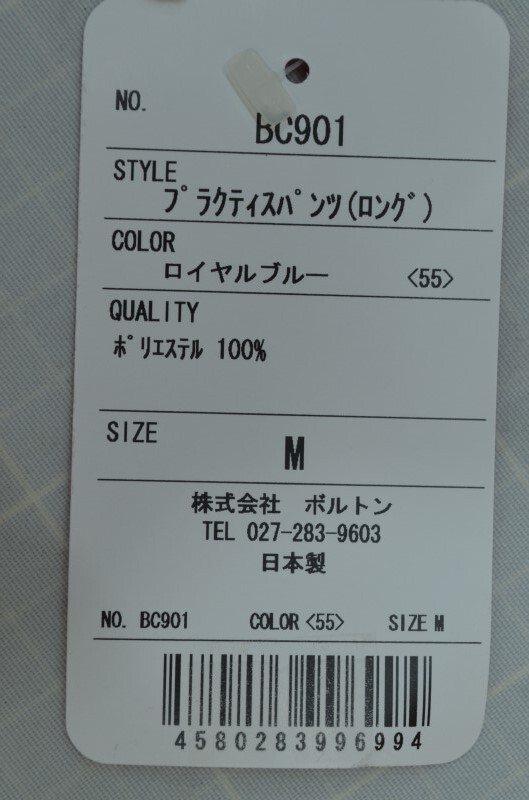 NO.
BC901
STYLE
ﾌﾟﾗｸﾃｨｽﾊﾟﾝﾂ(ﾛﾝｸﾞ)
COLOR
ロイヤルブルー <55>
QUALITY
ﾎﾟﾘｴｽﾃﾙ 100%
SIZE
M
株式会社 ボルトン
TEL 027-283-9603
日本製
NO. BC901 COLOR <55> SIZE M
4580283996994